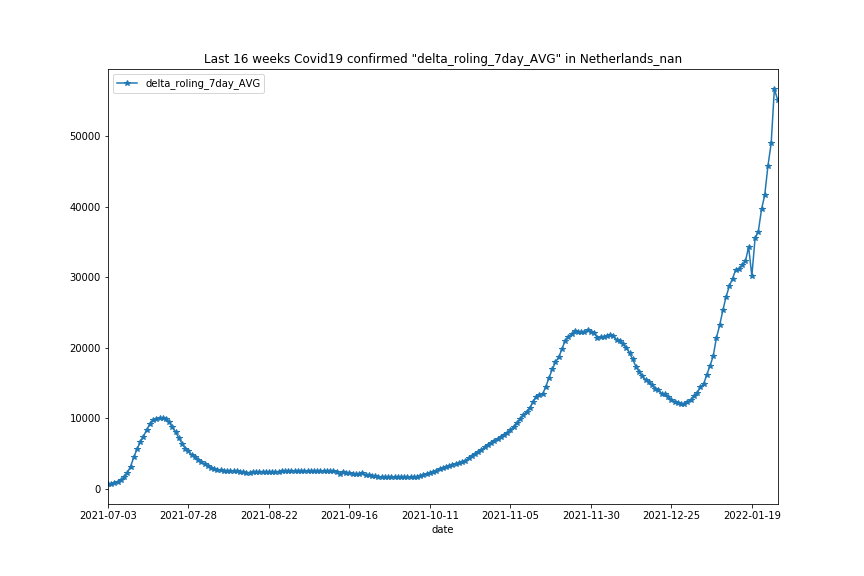 Last 16 weeks Covid19 confirmed "delta_roling_7day_AVG" in Netherlands_nan
delta_roling_7day_AVG
50000
40000
30000
20000
10000
0
2021-07-03 2021-07-28 2021-08-22 2021-09-16 2021-10-11 2021-11-05 2021-11-30 2021-12-25 2022-01-19
date